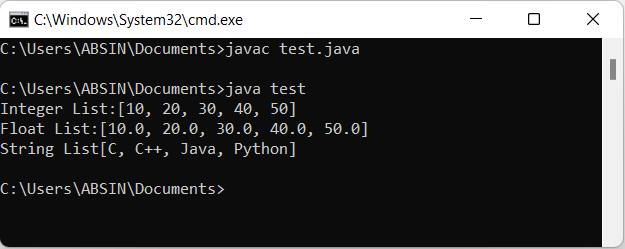 C:\Windows\System32\cmd.exe
C:\Users\ABSIN\Documents>javac test.java
C:\Users\ABSIN\Documents>java test
Integer List:[10, 20, 30, 40, 50]
Float List:[10.0, 20.0, 30.0, 40.0, 50.0]
String List[C, C++, Java, Python]
C:\Users\ABSIN\Documents>